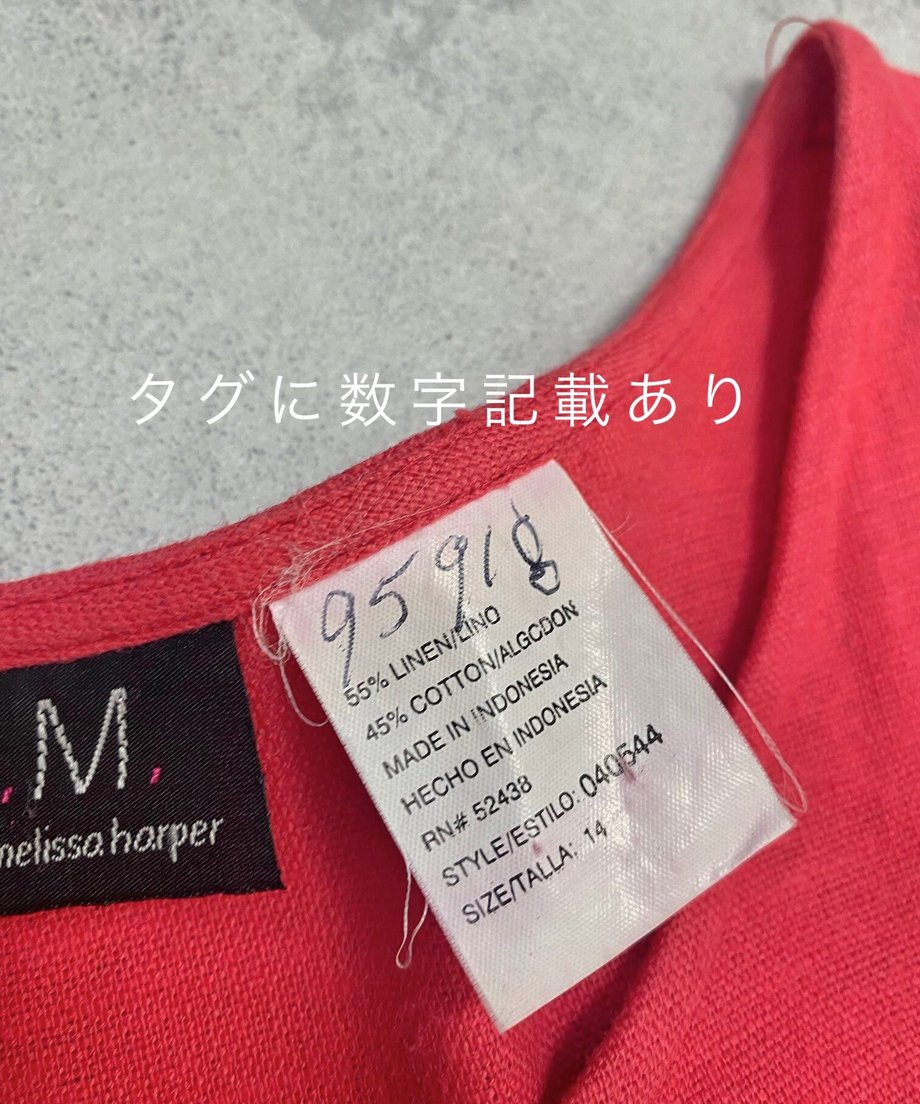 タグに数字記載あり
95918
55% LINEN/LINO
45% COTTON/ALGODON
MADE IN INDONESIA
HECHO EN INDONESIA
RN# 52438
STYLE/ESTILO: 040544
SIZE/TALLA: 14
.M.
melissa harper